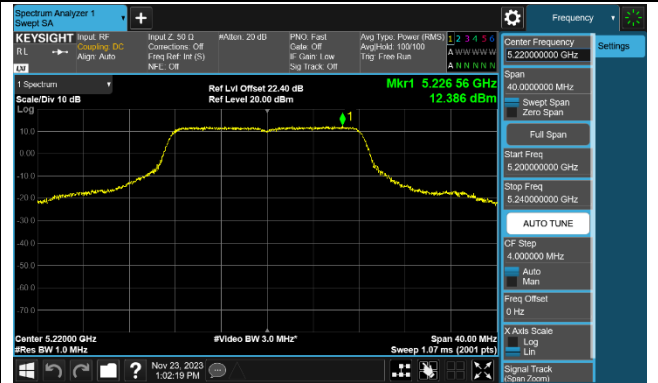 Spectrum Analyzer 1
Swept SA
Frequency
KEYSIGHT
RL
LXI
Input: RF
Coupling: DC
Align: Auto
Input Z: 50 Ω
Corrections: Off
Freq Ref: Int (S)
NFE: Off
#Atten: 20 dB
PNO: Fast
Gate: Off
IF Gain: Low
Sig Track: Off
Avg Type: Power (RMS)
Avg|Hold: 100/100
Trig: Free Run
1 2 3 4 5 6
A W W W W W
A N N N N N
1 Spectrum
Scale/Div 10 dB
Log
Ref Lvl Offset 22.40 dB
Ref Level 20.00 dBm
Mkr1 5.226 56 GHz
12.386 dBm
1
10.0
0.00
-10.0
-20.0
-30.0
-40.0
-50.0
-60.0
-70.0
Center 5.22000 GHz
#Res BW 1.0 MHz
#Video BW 3.0 MHz*
Span 40.00 MHz
Sweep 1.07 ms (2001 pts)
Nov 23, 2023
1:02:19 PM
Center Frequency
5.220000000 GHz
Settings
Span
40.0000000 MHz
Swept Span
Zero Span
Full Span
Start Freq
5.200000000 GHz
Stop Freq
5.240000000 GHz
AUTO TUNE
CF Step
4.000000 MHz
Auto
Man
Freq Offset
0 Hz
X Axis Scale
Log
Lin
Signal Track
(Span Zoom)